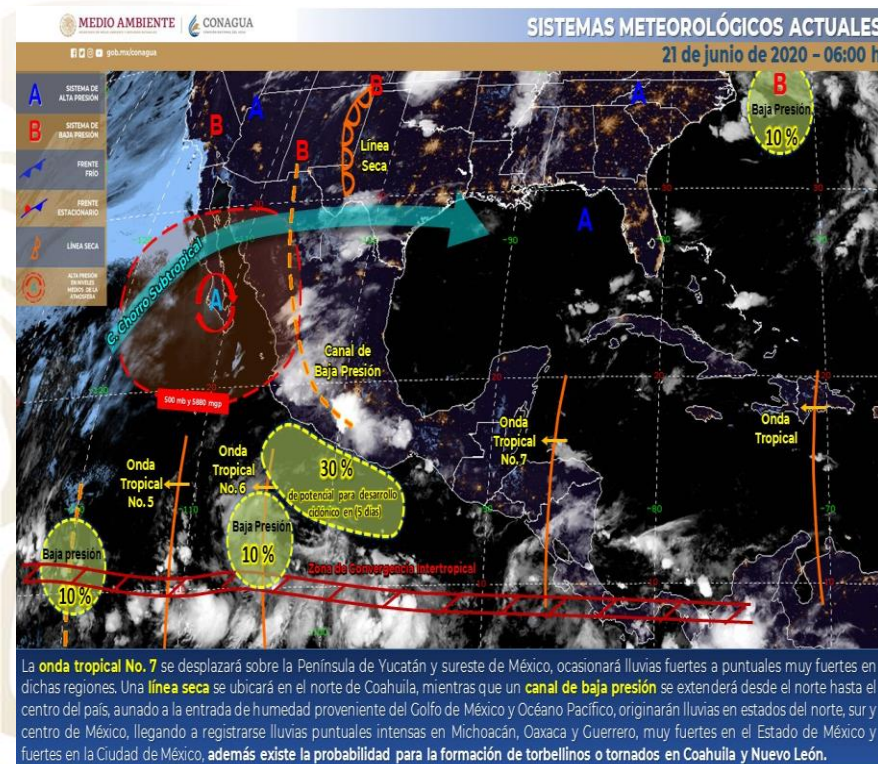 MEDIO AMBIENTE
CONAGUA
SISTEMAS METEOROLÓGICOS ACTUALES
gob.mx/conagua
21 de junio de 2020 – 06:00 h
A
SISTEMA DE
ALTA PRESIÓN
B
SISTEMA DE
BAJA PRESIÓN
FRENTE
FRÍO
FRENTE
ESTACIONARIO
LÍNEA SECA
ALTA PRESIÓN
EN NIVELES
MEDIOS DE LA
ATMOSFERA
B
A
B
B
A
B
Baja Presión
10 %
Línea
Seca
A
C. Chorro Subtropical
A
500 mb y 5880 mgp
Canal de
Baja Presión
Onda
Tropical
No. 5
Onda
Tropical
No. 6
30 %
de potencial para desarrollo
ciclónico en (5 días)
Onda
Tropical
No. 7
Onda
Tropical
Baja presión
10 %
Baja Presión
10 %
Zona de Convergencia Intertropical
La onda tropical No. 7 se desplazará sobre la Península de Yucatán y sureste de México, ocasionará lluvias fuertes a puntuales muy fuertes en
dichas regiones. Una línea seca se ubicará en el norte de Coahuila, mientras que un canal de baja presión se extenderá desde el norte hasta el
centro del país, aunado a la entrada de humedad proveniente del Golfo de México y Océano Pacífico, originarán lluvias en estados del norte, sur y
centro de México, llegando a registrarse lluvias puntuales intensas en Michoacán, Oaxaca y Guerrero, muy fuertes en el Estado de México y
fuertes en la Ciudad de México, además existe la probabilidad para la formación de torbellinos o tornados en Coahuila y Nuevo León.